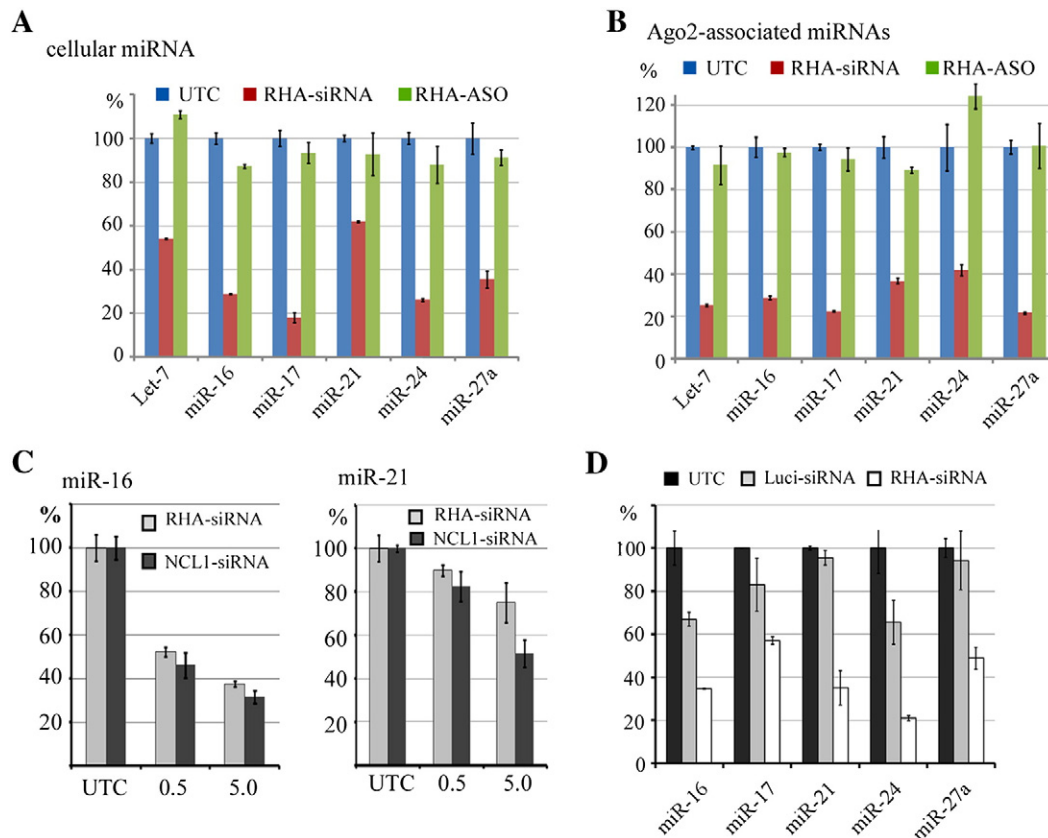 A
cellular miRNA
UTC RHA-siRNA RHA-ASO
%
100
80
60
40
20
0
Let-7 miR-16 miR-17 miR-21 miR-24 miR-27a
B
Ago2-associated miRNAs
% UTC RHA-siRNA RHA-ASO
120
100
80
60
40
20
0
Let-7 miR-16 miR-17 miR-21 miR-24 miR-27a
C
miR-16
%
RHA-siRNA
NCL1-siRNA
100
80
60
40
20
UTC 0.5 5.0
miR-21
%
RHA-siRNA
NCL1-siRNA
100
80
60
40
20
UTC 0.5 5.0
D
UTC Luci-siRNA RHA-siRNA
%
100
80
60
40
20
0
miR-16 miR-17 miR-21 miR-24 miR-27a